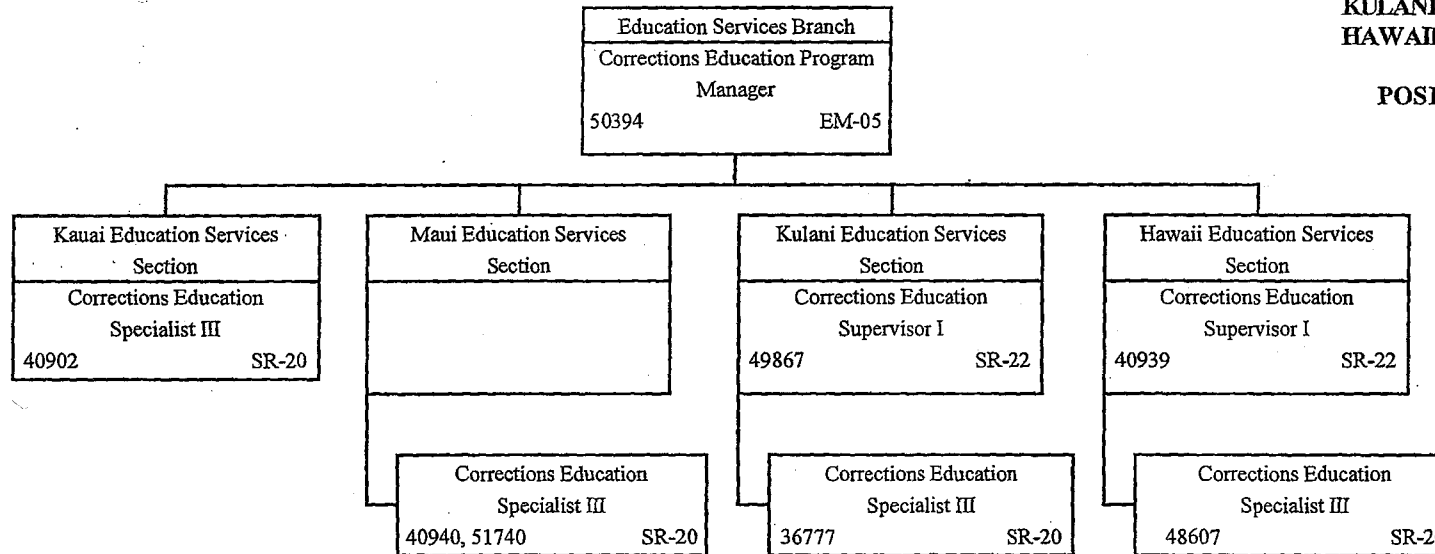 KULANI
HAWAII
POSI
Education Services Branch
Corrections Education Program
Manager
50394 EM-05
Kauai Education Services
Section
Corrections Education
Specialist III
40902 SR-20
Maui Education Services
Section
Kulani Education Services
Section
Corrections Education
Supervisor I
49867 SR-22
Hawaii Education Services
Section
Corrections Education
Supervisor I
40939 SR-22
Corrections Education
Specialist III
40940, 51740 SR-20
Corrections Education
Specialist III
36777 SR-20
Corrections Education
Specialist III
48607 SR-2